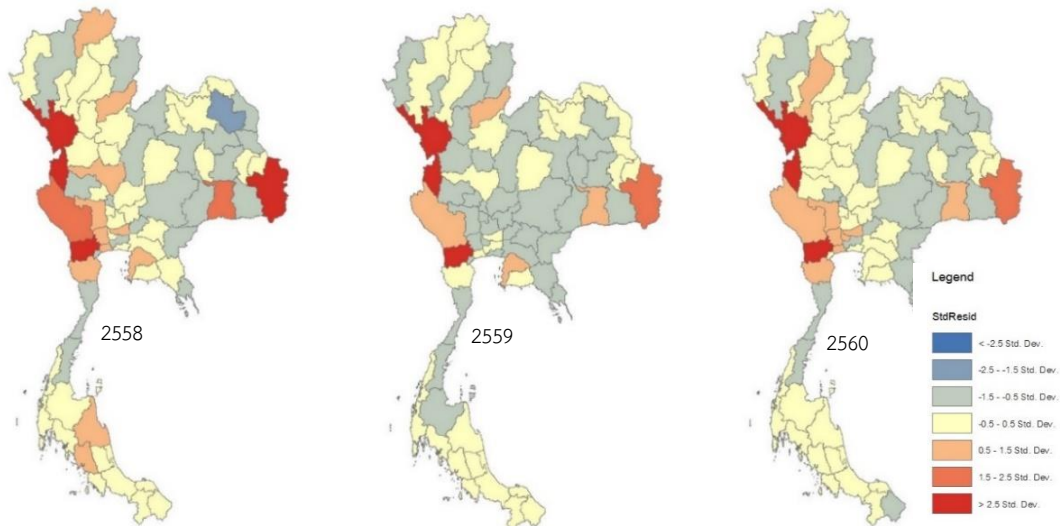 2558
2559
2560
Legend
StdResid
< -2.5 Std. Dev.
-2.5 - -1.5 Std. Dev.
-1.5 - -0.5 Std. Dev.
-0.5 - 0.5 Std. Dev.
0.5 - 1.5 Std. Dev.
1.5 - 2.5 Std. Dev.
> 2.5 Std. Dev.